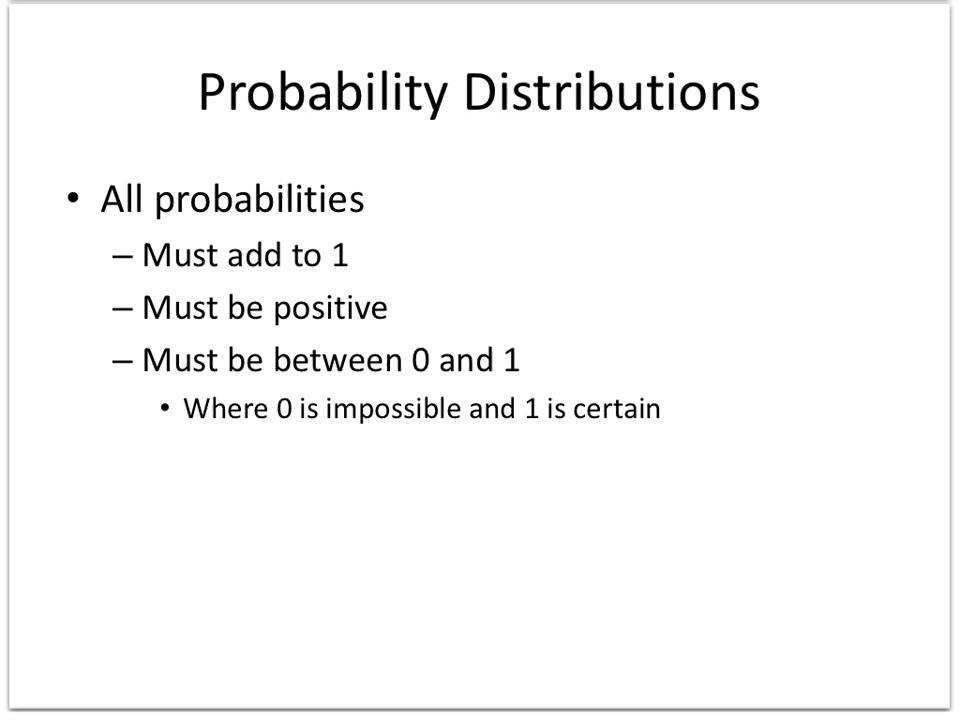 Probability Distributions
• All probabilities
– Must add to 1
– Must be positive
– Must be between 0 and 1
• Where 0 is impossible and 1 is certain